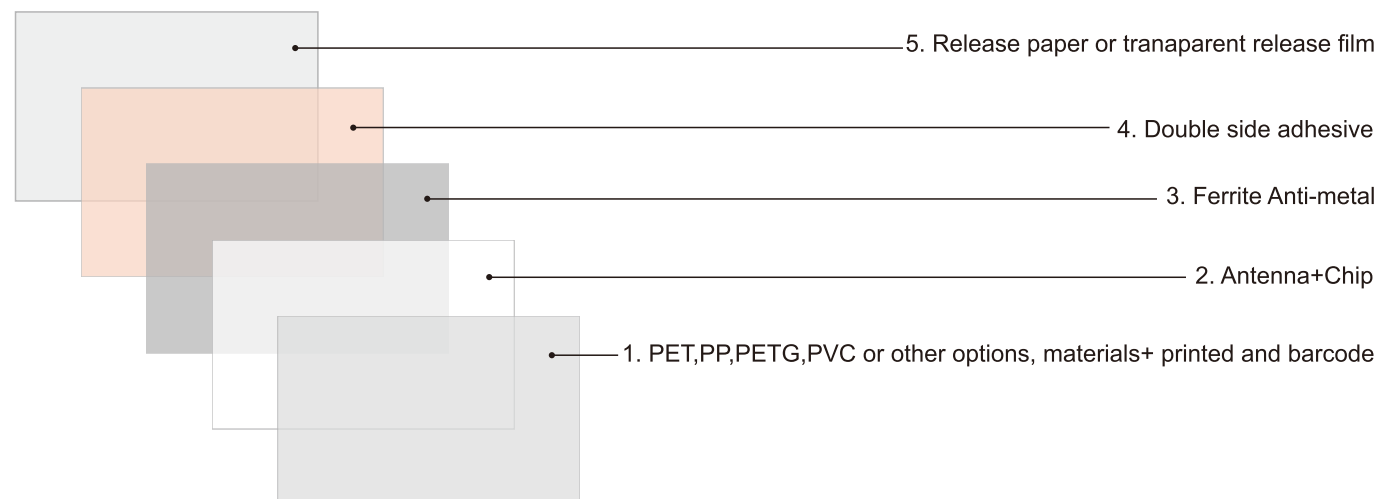 5. Release paper or tranaparent release film
4. Double side adhesive
3. Ferrite Anti-metal
2. Antenna+Chip
1. PET,PP,PETG,PVC or other options, materials+ printed and barcode